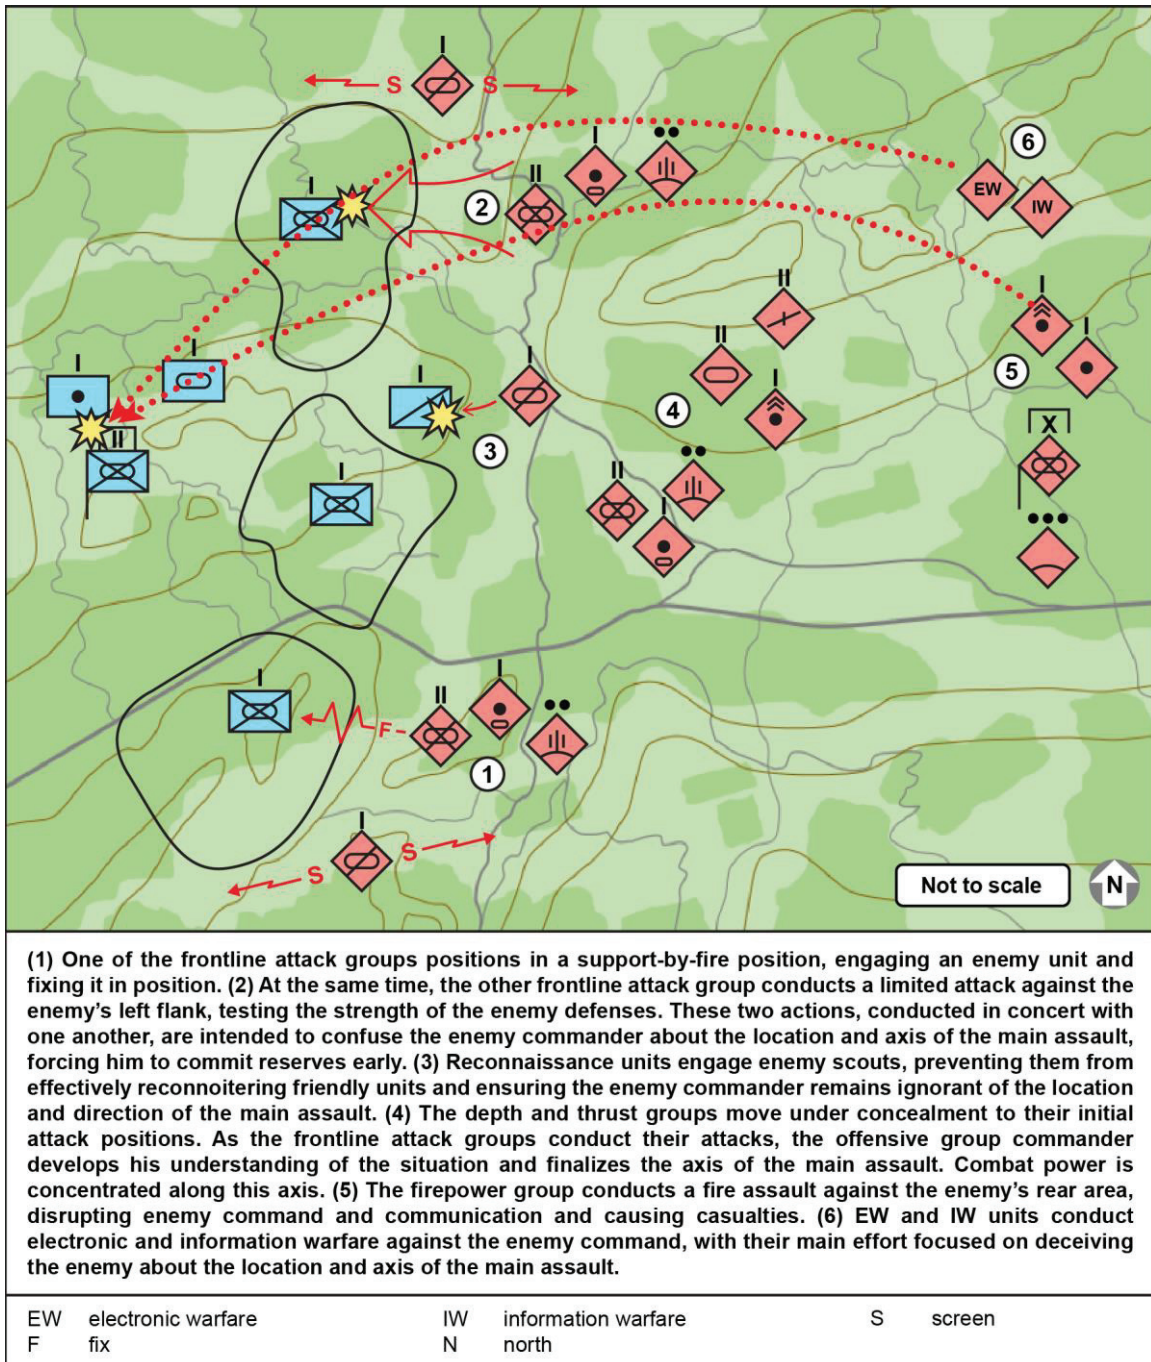 I
S
S
6
I
II
I
2
EW
IW
I
II
I
I
II
I
I
I
I
5
4
3
II
X
I
II
I
I
I
II
F
1
I
S
S
Not to scale
N
(1) One of the frontline attack groups positions in a support-by-fire position, engaging an enemy unit and
fixing it in position. (2) At the same time, the other frontline attack group conducts a limited attack against the
enemy’s left flank, testing the strength of the enemy defenses. These two actions, conducted in concert with
one another, are intended to confuse the enemy commander about the location and axis of the main assault,
forcing him to commit reserves early. (3) Reconnaissance units engage enemy scouts, preventing them from
effectively reconnoitering friendly units and ensuring the enemy commander remains ignorant of the location
and direction of the main assault. (4) The depth and thrust groups move under concealment to their initial
attack positions. As the frontline attack groups conduct their attacks, the offensive group commander
develops his understanding of the situation and finalizes the axis of the main assault. Combat power is
concentrated along this axis. (5) The firepower group conducts a fire assault against the enemy’s rear area,
disrupting enemy command and communication and causing casualties. (6) EW and IW units conduct
electronic and information warfare against the enemy command, with their main effort focused on deceiving
the enemy about the location and axis of the main assault.
EW electronic warfare IW information warfare S screen
F fix N north